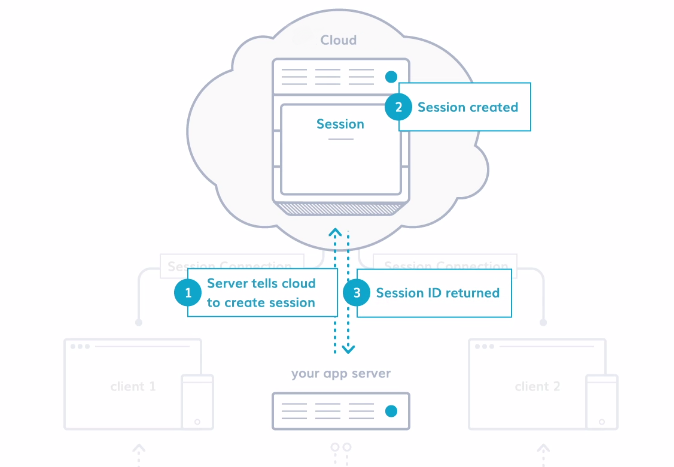 Cloud
2 Session created
Session
Session Connection
Session Connection
1 Server tells cloud
to create session
3 Session ID returned
your app server
client 1
client 2